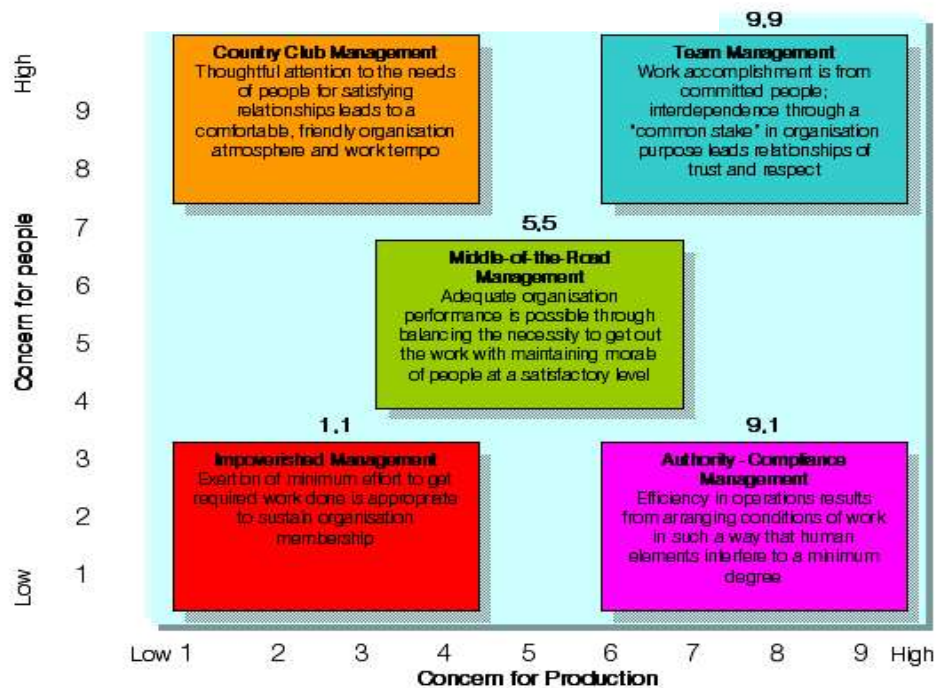 9.9
Country Club Management
Thoughtful attention to the needs
of people for satisfying
relationships leads to a
comfortable, friendly organisation
atmosphere and work tempo
Team Management
Work accomplishment is from
committed people;
interdependence through a
"common stake" in organisation
purpose leads relationships of
trust and respect
5.5
Middle-of-the-Road
Management
Adequate organisation
performance is possible through
balancing the necessity to get out
the work with maintaining morale
of people at a satisfactory level
1.1
Impoverished Management
Exertion of minimum effort to get
required work done is appropriate
to sustain organisation
membership
9.1
Authority - Compliance
Management
Efficiency in operations results
from arranging conditions of work
in such a way that human
elements interfere to a minimum
degree
High
9
8
7
6
5
4
3
2
1
Low
Concern for people
Low 1 2 3 4 5 6 7 8 9 High
Concern for Production